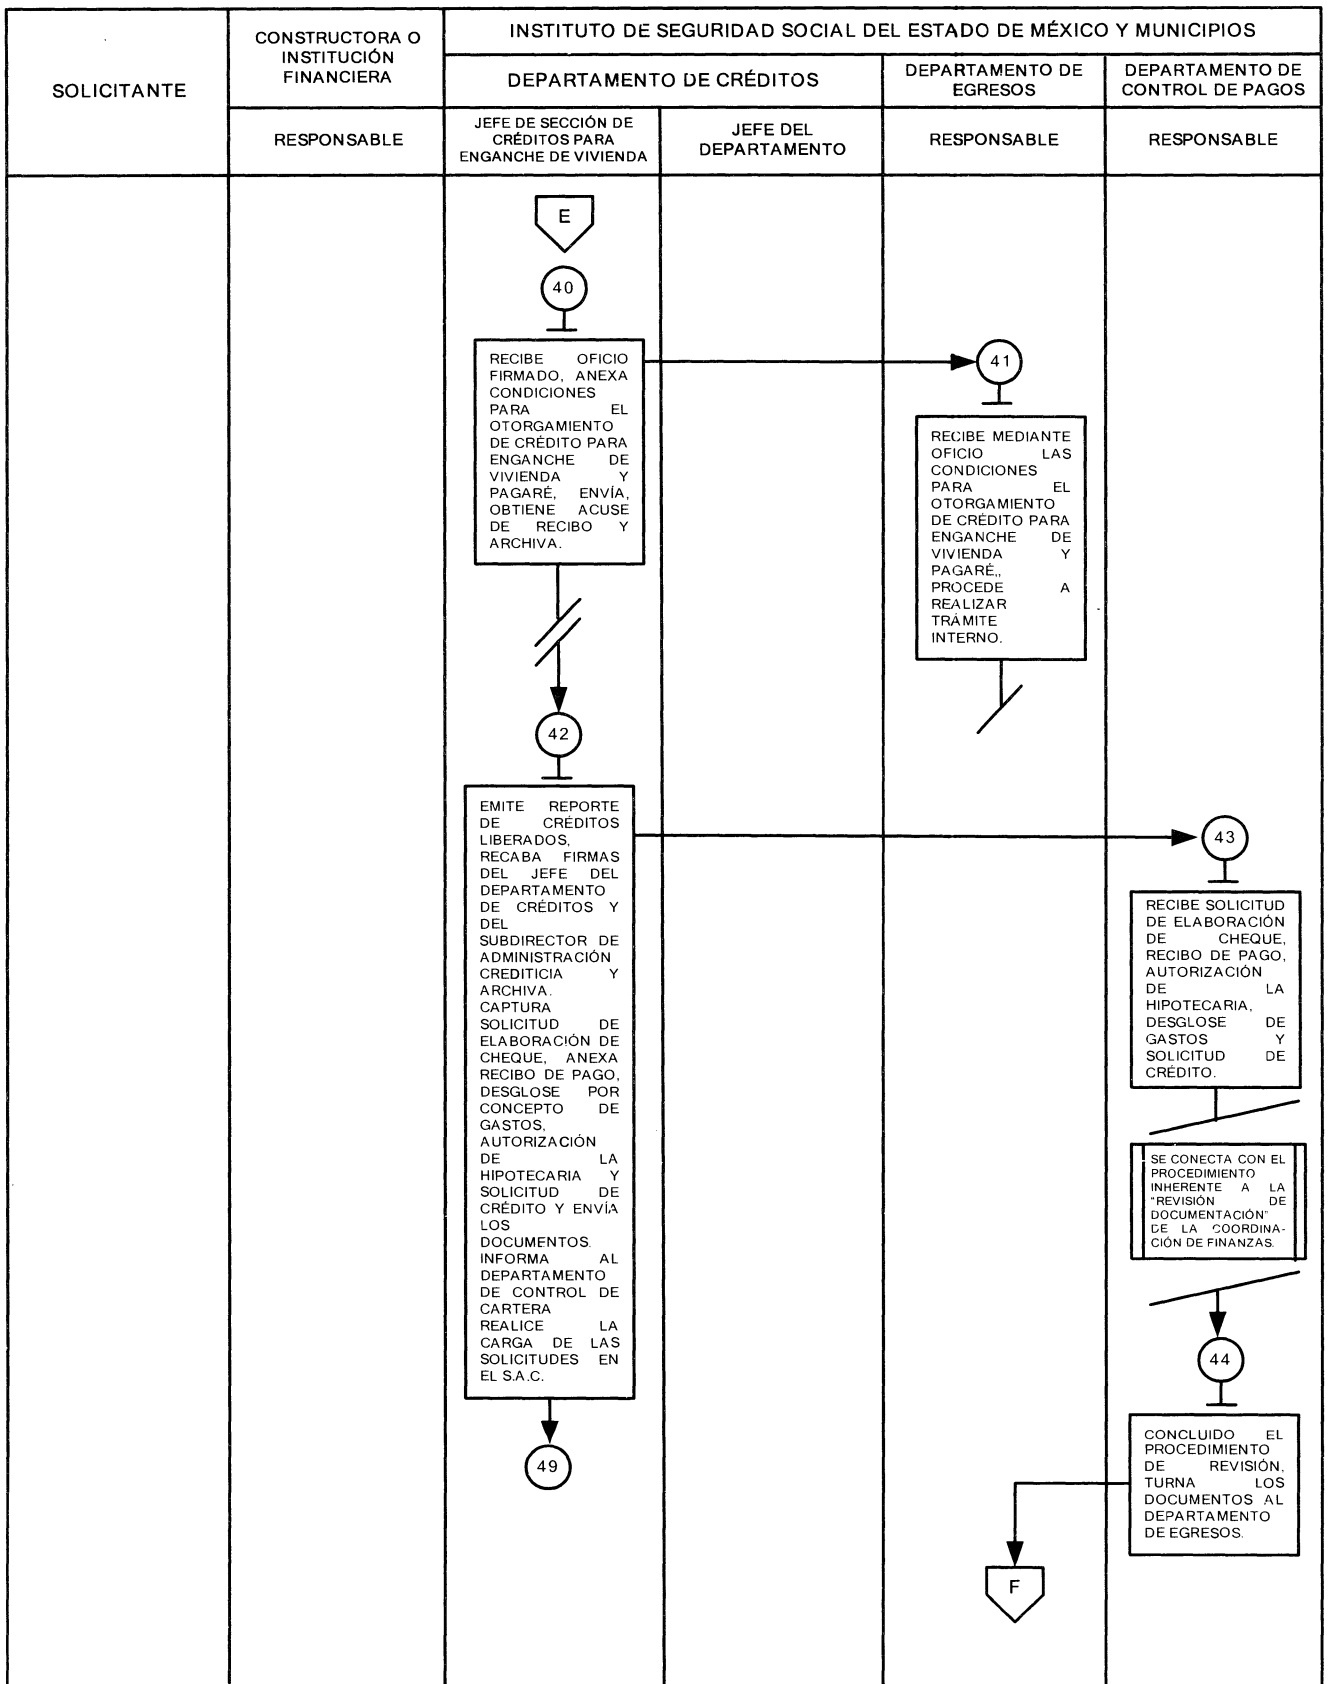 SOLICITANTE
CONSTRUCTORA O
INSTITUCIÓN
FINANCIERA
RESPONSABLE
INSTITUTO DE SEGURIDAD SOCIAL DEL ESTADO DE MÉXICO Y MUNICIPIOS
DEPARTAMENTO DE CRÉDITOS
DEPARTAMENTO DE
EGRESOS
DEPARTAMENTO DE
CONTROL DE PAGOS
JEFE DE SECCIÓN DE
CRÉDITOS PARA
ENGANCHE DE VIVIENDA
JEFE DEL
DEPARTAMENTO
RESPONSABLE
RESPONSABLE
E
40
RECIBE OFICIO
FIRMADO, ANEXA
CONDICIONES
PARA EL
OTORGAMIENTO
DE CRÉDITO PARA
ENGANCHE DE
VIVIENDA Y
PAGARÉ, ENVÍA,
OBTIENE ACUSE
DE RECIBO Y
ARCHIVA.
41
RECIBE MEDIANTE
OFICIO LAS
CONDICIONES
PARA EL
OTORGAMIENTO
DE CRÉDITO PARA
ENGANCHE DE
VIVIENDA Y
PAGARÉ,,
PROCEDE A
REALIZAR
TRÁMITE
INTERNO.
42
EMITE REPORTE
DE CRÉDITOS
LIBERADOS,
RECABA FIRMAS
DEL JEFE DEL
DEPARTAMENTO
DE CRÉDITOS Y
DEL
SUBDIRECTOR DE
ADMINISTRACIÓN
CREDITICIA Y
ARCHIVA.
CAPTURA
SOLICITUD DE
ELABORACIÓN DE
CHEQUE, ANEXA
RECIBO DE PAGO,
DESGLOSE POR
CONCEPTO DE
GASTOS,
AUTORIZACIÓN
DE LA
HIPOTECARIA Y
SOLICITUD DE
CRÉDITO Y ENVÍA
LOS
DOCUMENTOS.
INFORMA AL
DEPARTAMENTO
DE CONTROL DE
CARTERA
REALICE LA
CARGA DE LAS
SOLICITUDES EN
EL S.A.C.
49
43
RECIBE SOLICITUD
DE ELABORACIÓN
DE CHEQUE,
RECIBO DE PAGO,
AUTORIZACIÓN
DE LA
HIPOTECARIA,
DESGLOSE DE
GASTOS Y
SOLICITUD DE
CRÉDITO.
SE CONECTA CON EL
PROCEDIMIENTO
INHERENTE A LA
"REVISIÓN DE
DOCUMENTACIÓN"
DE LA COORDINA-
CIÓN DE FINANZAS.
44
CONCLUIDO EL
PROCEDIMIENTO
DE REVISIÓN,
TURNA LOS
DOCUMENTOS AL
DEPARTAMENTO
DE EGRESOS.
F